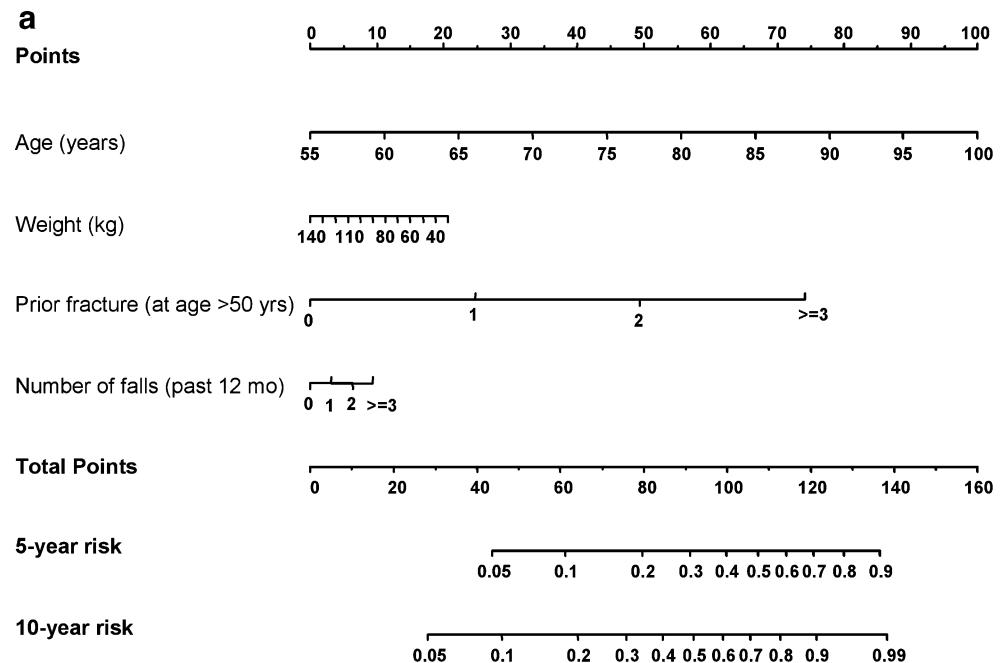 a
0 10 20 30 40 50 60 70 80 90 100
Points
Age (years)
55 60 65 70 75 80 85 90 95 100
Weight (kg)
140 110 80 60 40
Prior fracture (at age >50 yrs)
0 1 2 >=3
Number of falls (past 12 mo)
0 1 2 >=3
Total Points
0 20 40 60 80 100 120 140 160
5-year risk
0.05 0.1 0.2 0.3 0.4 0.5 0.6 0.7 0.8 0.9
10-year risk
0.05 0.1 0.2 0.3 0.4 0.5 0.6 0.7 0.8 0.9 0.99